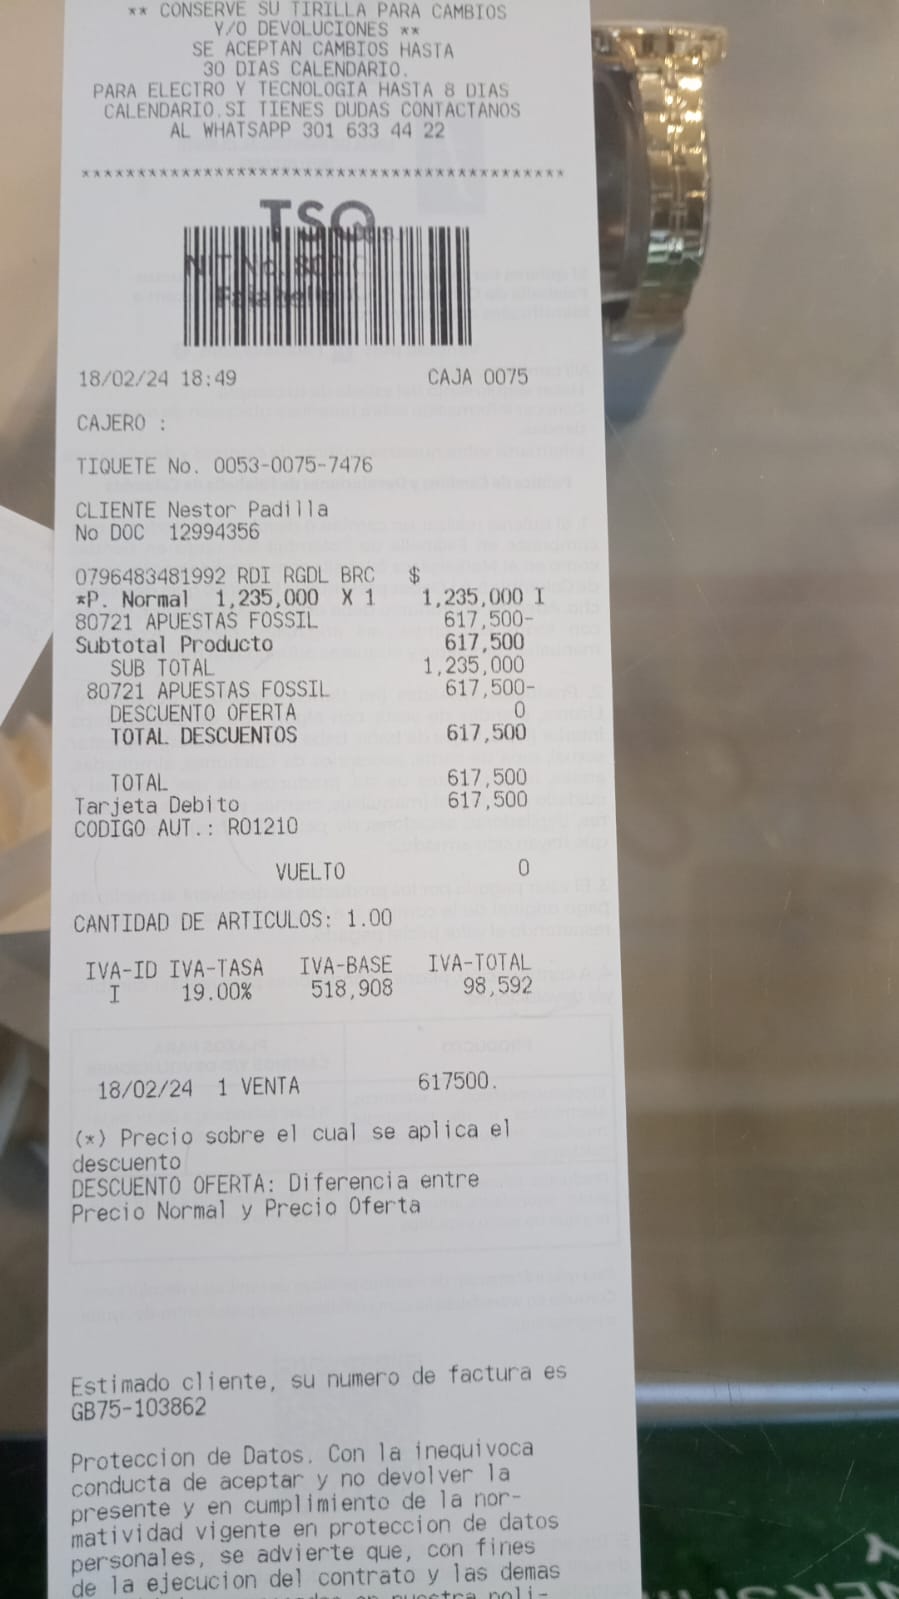 ** CONSERVE SU TIRILLA PARA CAMBIOS
Y/O DEVOLUCIONES **
SE ACEPTAN CAMBIOS HASTA
30 DIAS CALENDARIO.
PARA ELECTRO Y TECNOLOGIA HASTA 8 DIAS
CALENDARIO.SI TIENES DUDAS CONTACTANOS
AL WHATSAPP 301 633 44 22
********************************************
TSQ
NIT No. 800
Falabella
18/02/24 18:49 CAJA 0075
CAJERO :
TIQUETE No. 0053-0075-7476
CLIENTE Nestor Padilla
No DOC 12994356
0796483481992 RDI RGDL BRC $
*P. Normal 1,235,000 X 1 1,235,000 I
80721 APUESTAS FOSSIL 617,500-
Subtotal Producto 617,500
SUB TOTAL 1,235,000
80721 APUESTAS FOSSIL 617,500-
DESCUENTO OFERTA 0
TOTAL DESCUENTOS 617,500
TOTAL 617,500
Tarjeta Debito 617,500
CODIGO AUT.: R01210
VUELTO 0
CANTIDAD DE ARTICULOS: 1.00
IVA-ID IVA-TASA IVA-BASE IVA-TOTAL
I 19.00% 518,908 98,592
18/02/24 1 VENTA 617500.
(*) Precio sobre el cual se aplica el
descuento
DESCUENTO OFERTA: Diferencia entre
Precio Normal y Precio Oferta
Estimado cliente, su numero de factura es
GB75-103862
Proteccion de Datos. Con la inequivoca
conducta de aceptar y no devolver la
presente y en cumplimiento de la nor-
matividad vigente en proteccion de datos
personales, se advierte que, con fines
de la ejecucion del contrato y las demas
en nuestra poli-